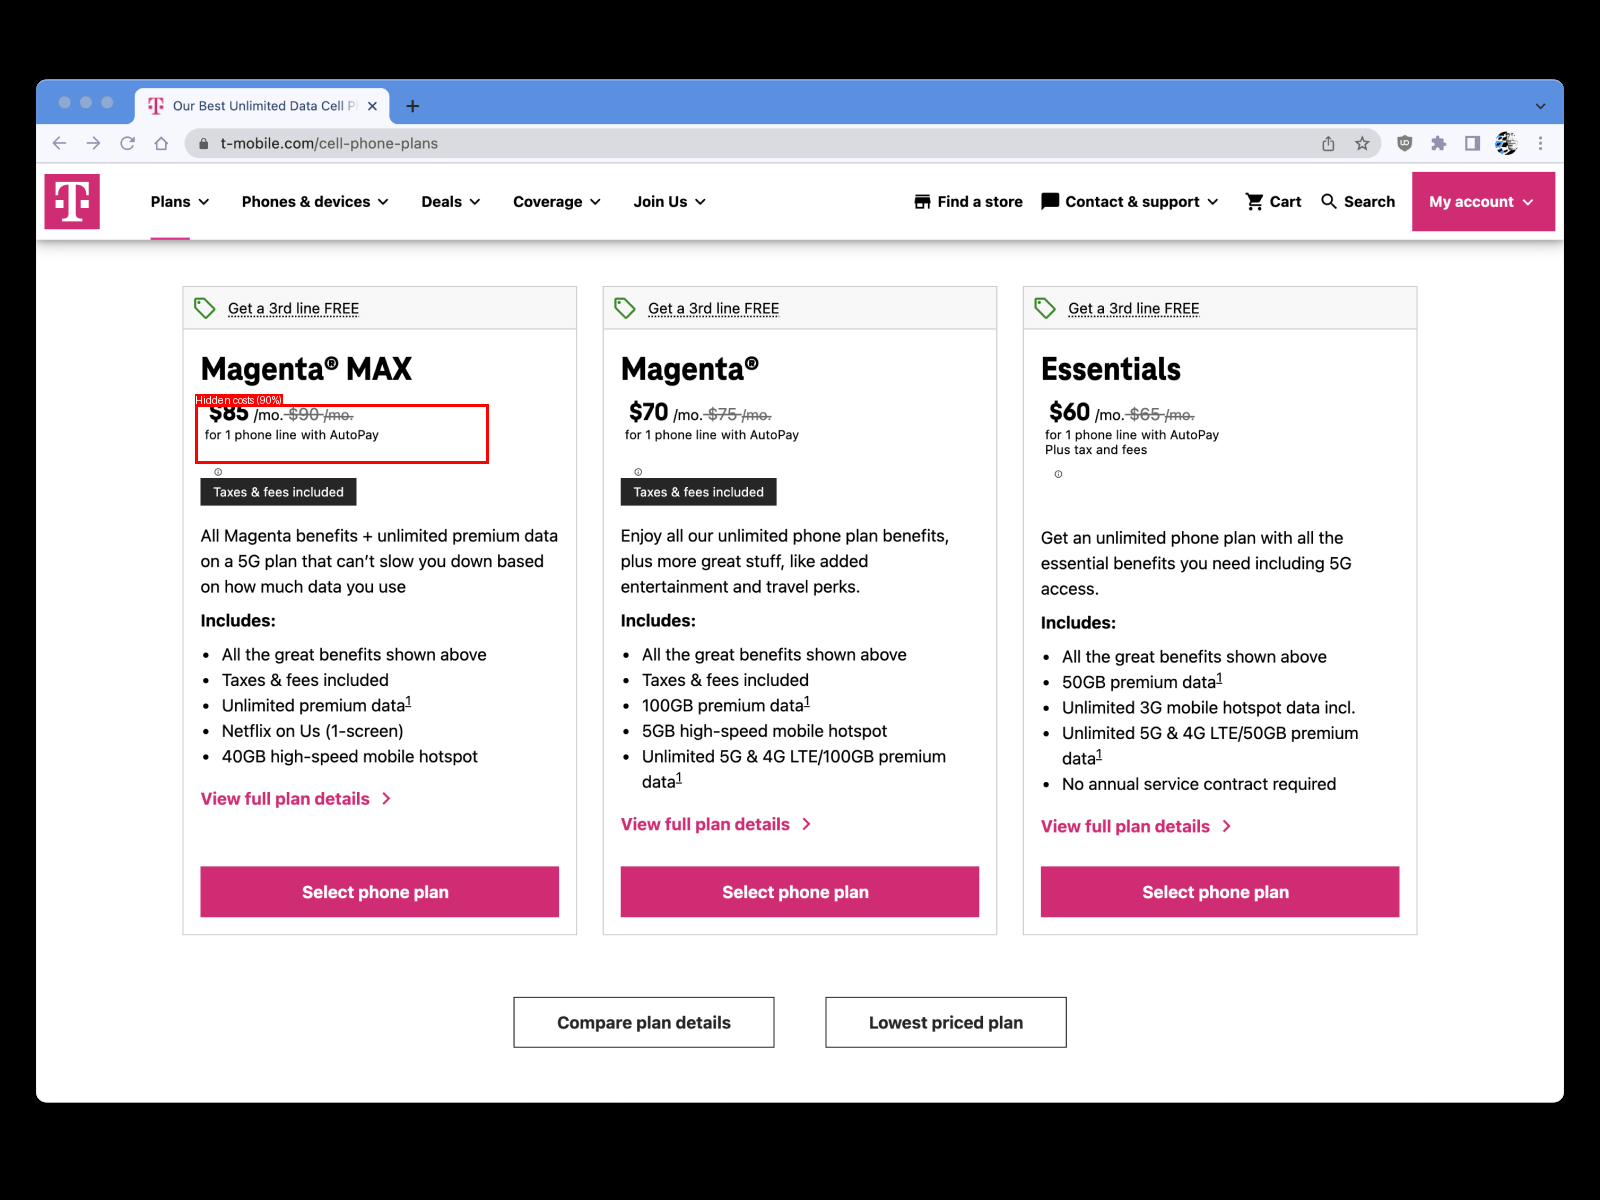 Our Best Unlimited Data Cell P
t-mobile.com/cell-phone-plans
T
Plans
Phones & devices
Deals
Coverage
Join Us
Find a store
Contact & support
Cart
Search
My account
Get a 3rd line FREE
Magenta® MAX
Hidden costs (90%)
$85 /mo. $90 /mo.
for 1 phone line with AutoPay
Taxes & fees included
All Magenta benefits + unlimited premium data
on a 5G plan that can’t slow you down based
on how much data you use
Includes:
• All the great benefits shown above
• Taxes & fees included
• Unlimited premium data1
• Netflix on Us (1-screen)
• 40GB high-speed mobile hotspot
View full plan details
Select phone plan
Get a 3rd line FREE
Magenta®
$70 /mo. $75 /mo.
for 1 phone line with AutoPay
Taxes & fees included
Enjoy all our unlimited phone plan benefits,
plus more great stuff, like added
entertainment and travel perks.
Includes:
• All the great benefits shown above
• Taxes & fees included
• 100GB premium data1
• 5GB high-speed mobile hotspot
• Unlimited 5G & 4G LTE/100GB premium
data1
View full plan details
Select phone plan
Get a 3rd line FREE
Essentials
$60 /mo. $65 /mo.
for 1 phone line with AutoPay
Plus tax and fees
Get an unlimited phone plan with all the
essential benefits you need including 5G
access.
Includes:
• All the great benefits shown above
• 50GB premium data1
• Unlimited 3G mobile hotspot data incl.
• Unlimited 5G & 4G LTE/50GB premium
data1
• No annual service contract required
View full plan details
Select phone plan
Compare plan details
Lowest priced plan